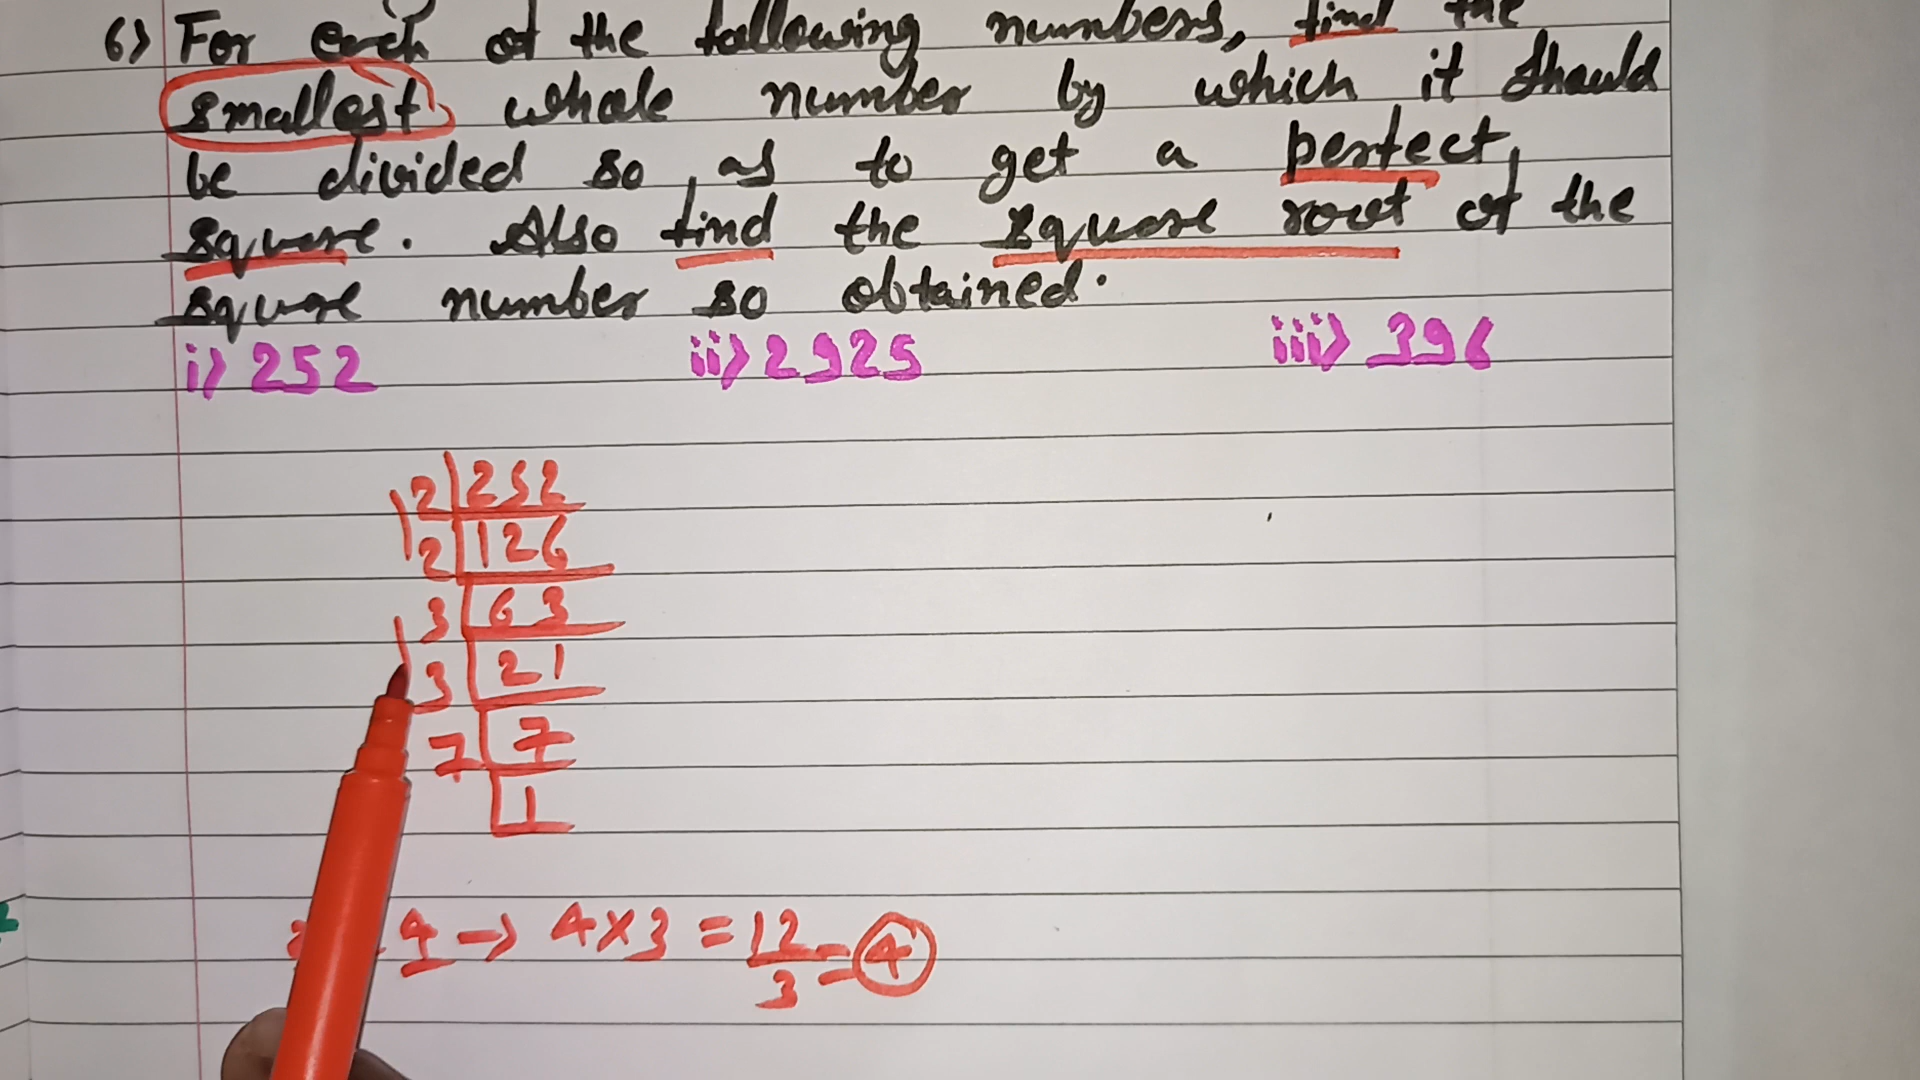 6) For each of the following numbers, find the
smallest whole number by which it should
be divided so, as to get a perfect
square. Also find the square root of the
square number so obtained.
i) 252 ii) 2925 iii) 396
2 252
2 126
3 63
3 21
7 7
1
4 → 4×3 = 12/3 = 4